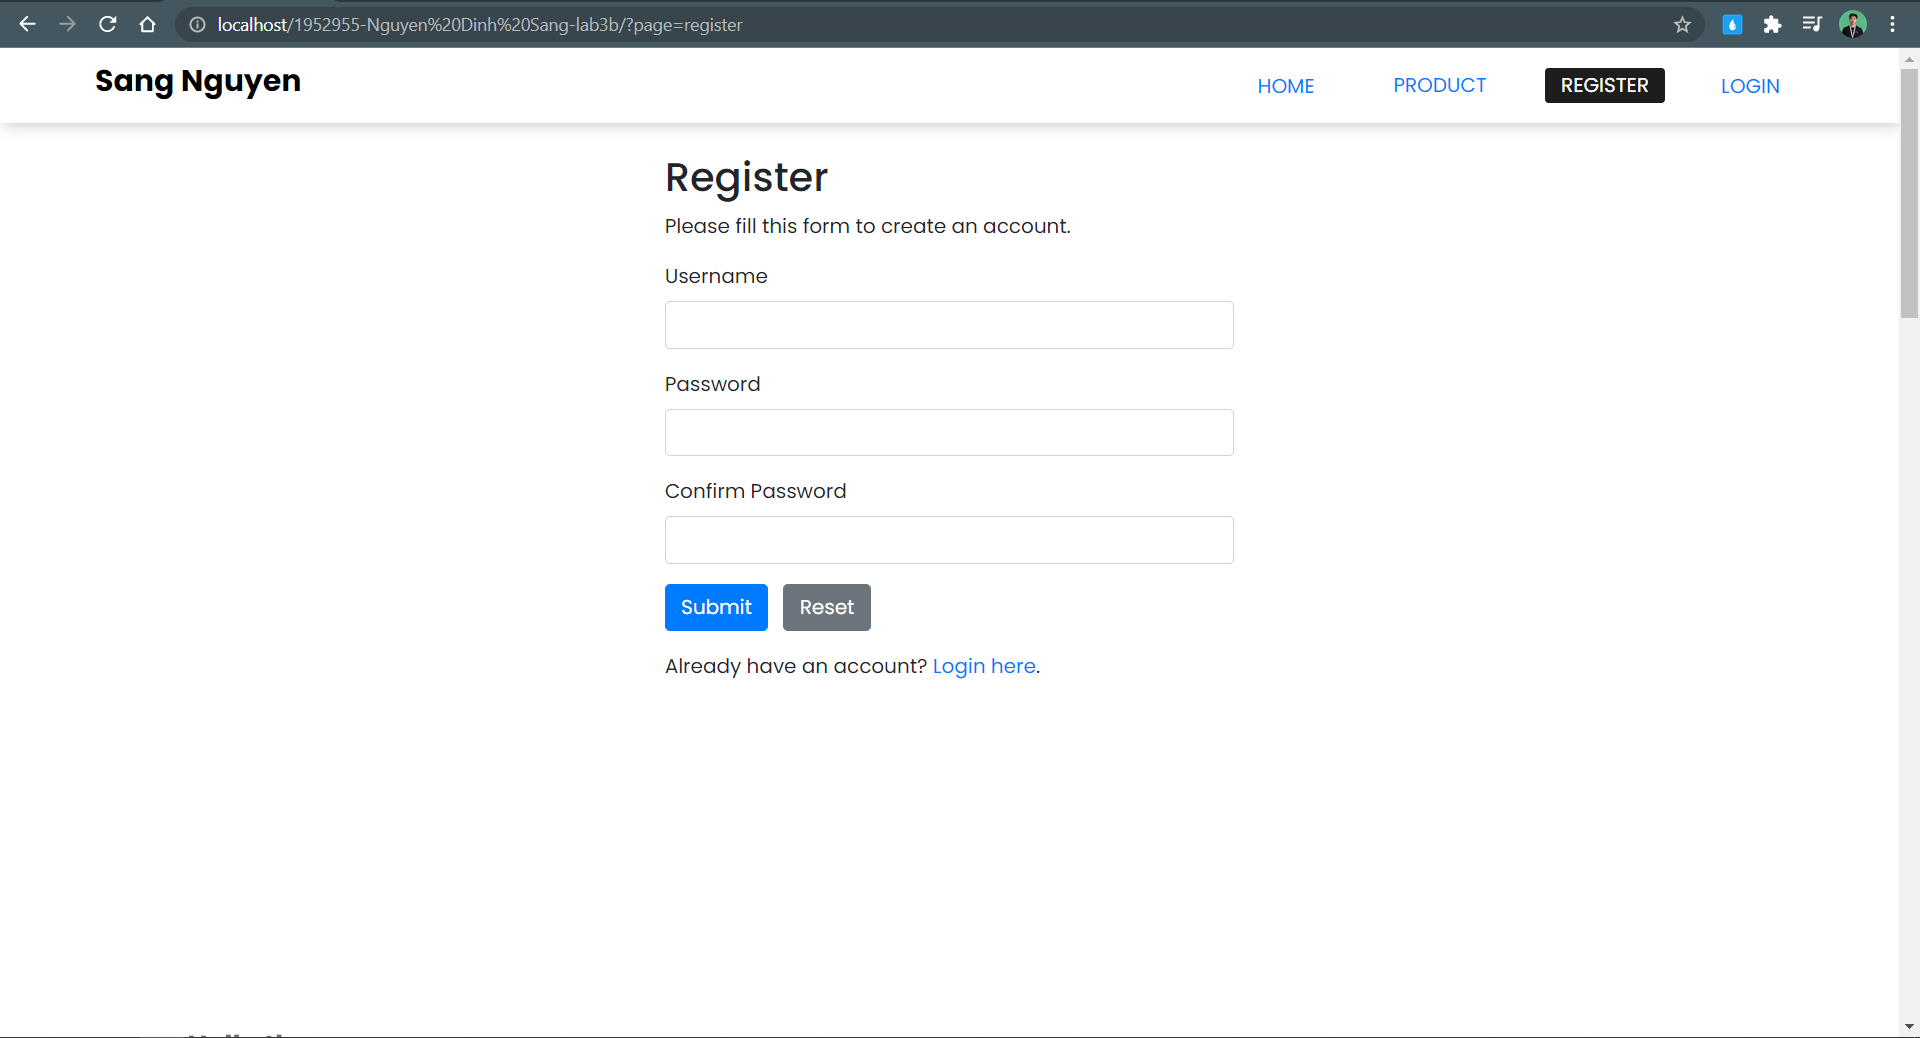 localhost/1952955-Nguyen%20Dinh%20Sang-lab3b/?page=register
Sang Nguyen
HOME
PRODUCT
REGISTER
LOGIN
Register
Please fill this form to create an account.
Username
Password
Confirm Password
Submit
Reset
Already have an account? Login here.